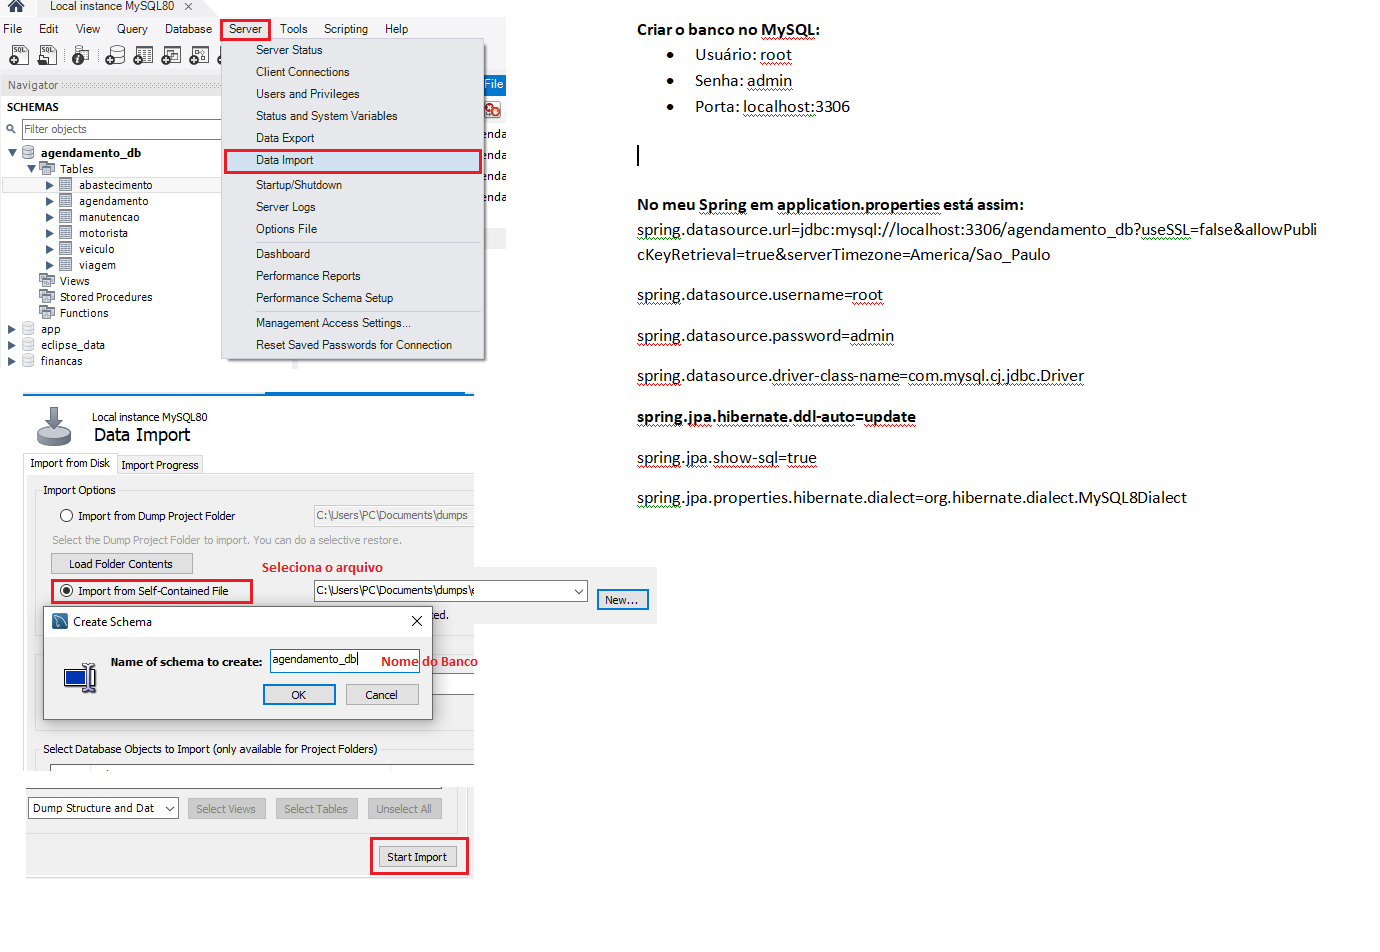 Local instance MySQL80
File Edit View Query Database Server Tools Scripting Help
Server Status
Client Connections
Users and Privileges
Status and System Variables
Data Export
Data Import
Startup/Shutdown
Server Logs
Options File
Dashboard
Performance Reports
Performance Schema Setup
Management Access Settings...
Reset Saved Passwords for Connection
Navigator
SCHEMAS
Filter objects
agendamento_db
Tables
abastecimento
agendamento
manutencao
motorista
veiculo
viagem
Views
Stored Procedures
Functions
app
eclipse_data
financas
File
enda
enda
enda
enda
Local instance MySQL80
Data Import
Import from Disk Import Progress
Import Options
Import from Dump Project Folder C:\Users\PC\Documents\dumps
Select the Dump Project Folder to import. You can do a selective restore.
Load Folder Contents
Seleciona o arquivo
Import from Self-Contained File C:\Users\PC\Documents\dumps\e
New...
ted.
Create Schema
Name of schema to create: agendamento_db Nome do Banco
OK Cancel
Select Database Objects to Import (only available for Project Folders)
Dump Structure and Dat Select Views Select Tables Unselect All
Start Import
Criar o banco no MySQL:
• Usuário: root
• Senha: admin
• Porta: localhost:3306
No meu Spring em application.properties está assim:
spring.datasource.url=jdbc:mysql://localhost:3306/agendamento_db?useSSL=false&allowPubli
cKeyRetrieval=true&serverTimezone=America/Sao_Paulo
spring.datasource.username=root
spring.datasource.password=admin
spring.datasource.driver-class-name=com.mysql.cj.jdbc.Driver
spring.jpa.hibernate.ddl-auto=update
spring.jpa.show-sql=true
spring.jpa.properties.hibernate.dialect=org.hibernate.dialect.MySQL8Dialect